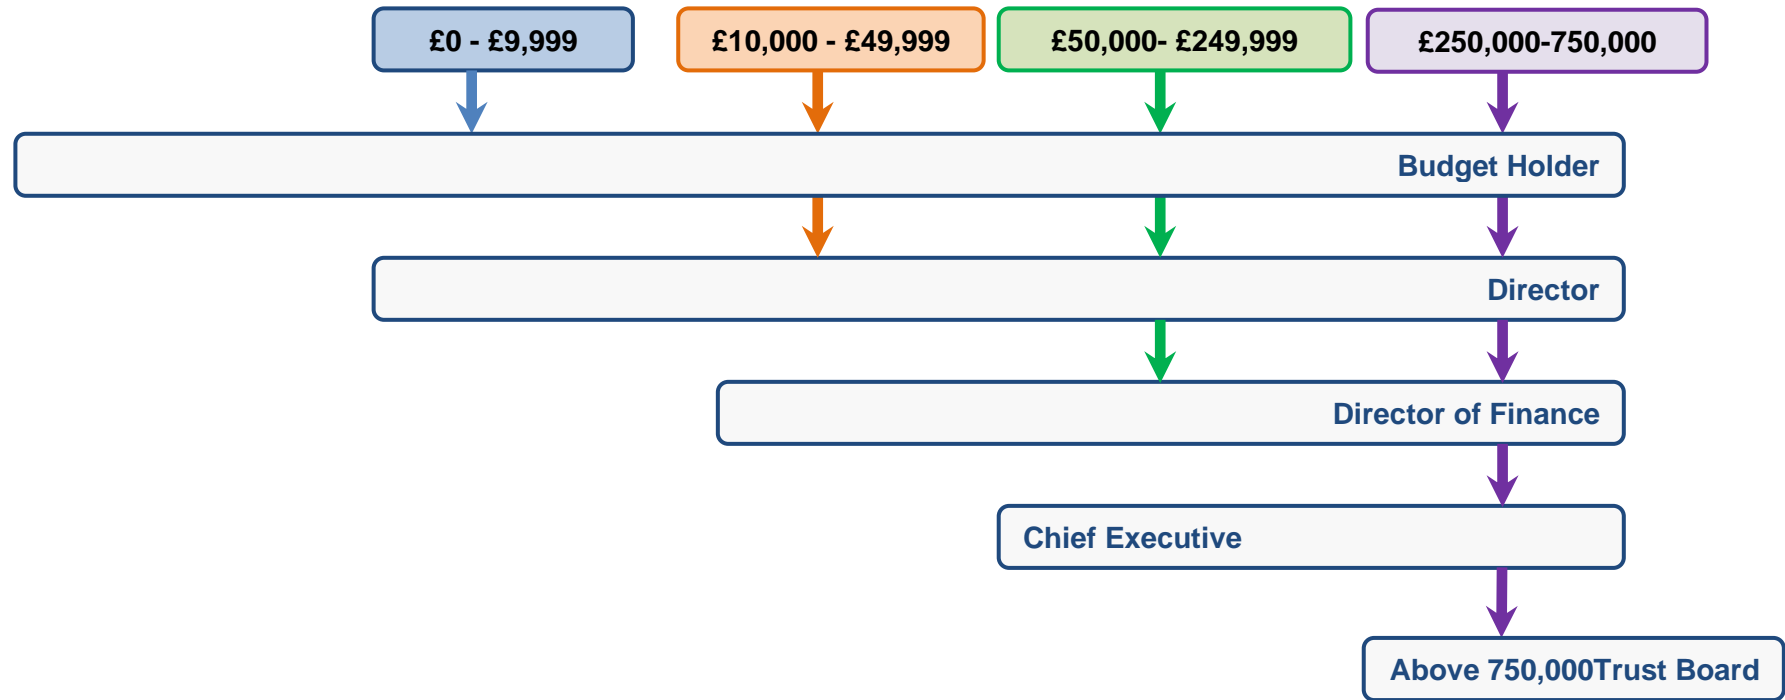 £0 - £9,999
£10,000 - £49,999
£50,000- £249,999
£250,000-750,000
Budget Holder
Director
Director of Finance
Chief Executive
Above 750,000Trust Board